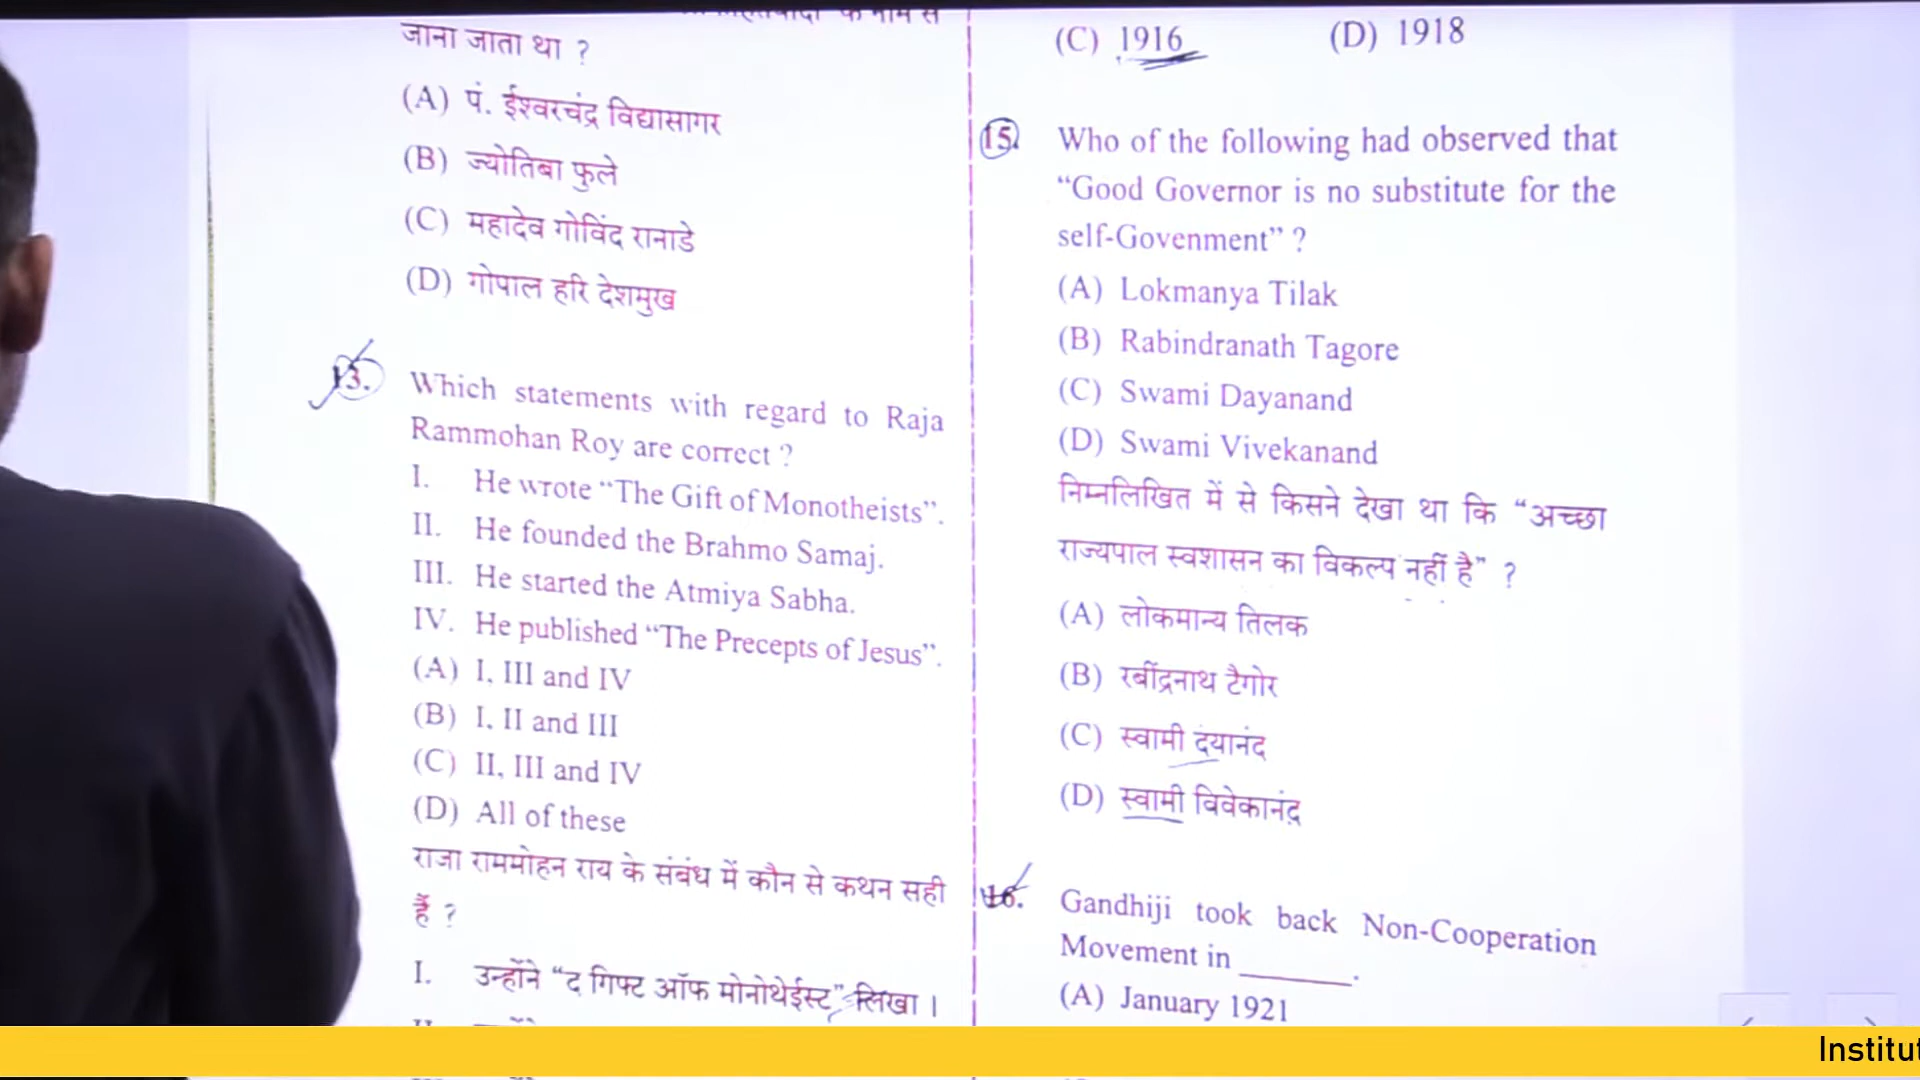 के नाम से
जाना जाता था ?
(A) पं. ईश्वरचंद्र विद्यासागर
(B) ज्योतिबा फुले
(C) महादेव गोविंद रानाडे
(D) गोपाल हरि देशमुख
13. Which statements with regard to Raja
Rammohan Roy are correct ?
I. He wrote “The Gift of Monotheists”.
II. He founded the Brahmo Samaj.
III. He started the Atmiya Sabha.
IV. He published “The Precepts of Jesus”.
(A) I, III and IV
(B) I, II and III
(C) II, III and IV
(D) All of these
राजा राममोहन राय के संबंध में कौन से कथन सही
हैं ?
I. उन्होंने “द गिफ्ट ऑफ मोनोथेईस्ट” लिखा ।
(C) 1916 (D) 1918
15. Who of the following had observed that
“Good Governor is no substitute for the
self-Govenment” ?
(A) Lokmanya Tilak
(B) Rabindranath Tagore
(C) Swami Dayanand
(D) Swami Vivekanand
निम्नलिखित में से किसने देखा था कि “अच्छा
राज्यपाल स्वशासन का विकल्प नहीं है” ?
(A) लोकमान्य तिलक
(B) रबींद्रनाथ टैगोर
(C) स्वामी दयानंद
(D) स्वामी विवेकानंद
16. Gandhiji took back Non-Cooperation
Movement in ________.
(A) January 1921
Institut